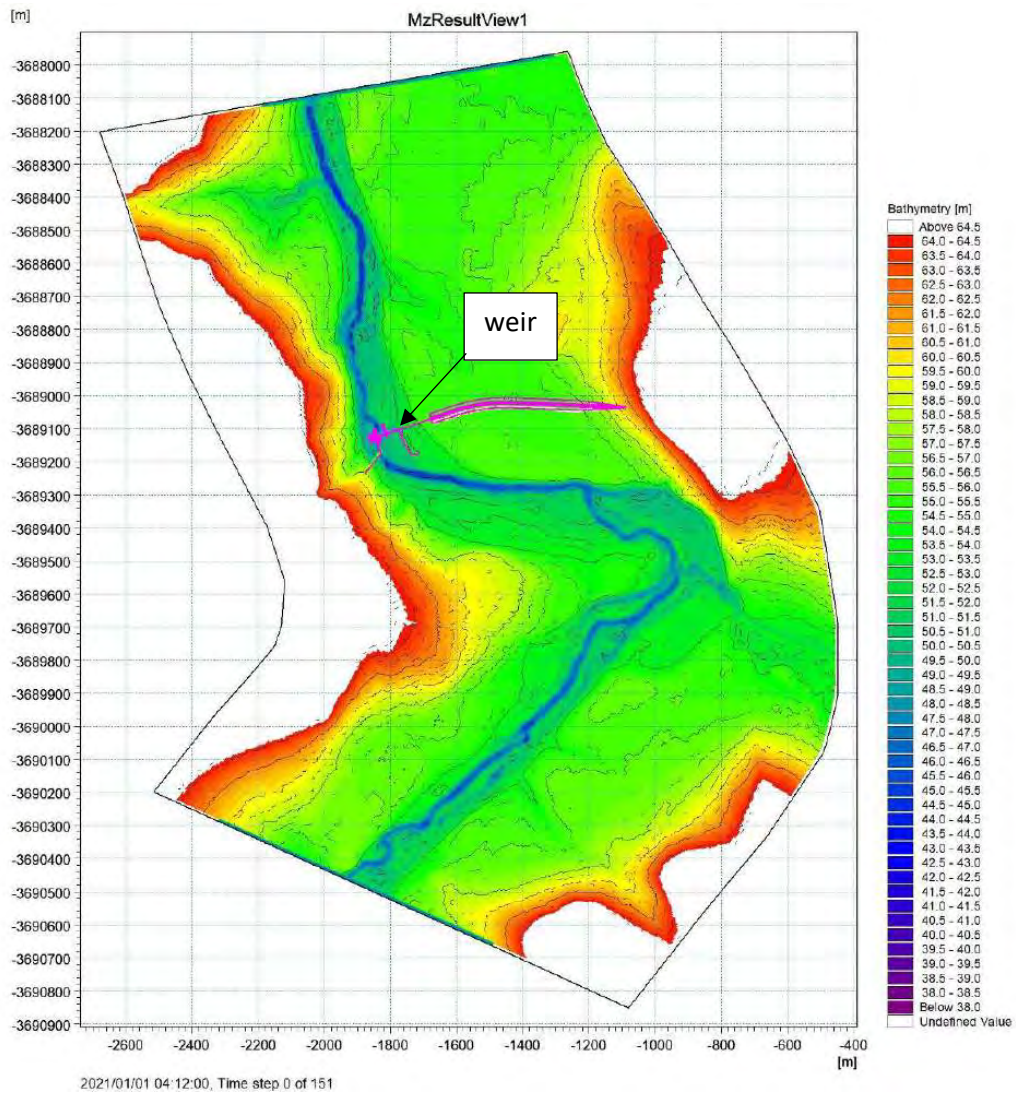 [m]
MzResultView1
-3688000
-3688100
-3688200
-3688300
-3688400
-3688500
-3688600
-3688700
-3688800
-3688900
-3689000
-3689100
-3689200
-3689300
-3689400
-3689500
-3689600
-3689700
-3689800
-3689900
-3690000
-3690100
-3690200
-3690300
-3690400
-3690500
-3690600
-3690700
-3690800
-3690900
weir
-2600 -2400 -2200 -2000 -1800 -1600 -1400 -1200 -1000 -800 -600 -400
[m]
2021/01/01 04:12:00, Time step 0 of 151
Bathymetry [m]
Above 64.5
64.0 - 64.5
63.5 - 64.0
63.0 - 63.5
62.5 - 63.0
62.0 - 62.5
61.5 - 62.0
61.0 - 61.5
60.5 - 61.0
60.0 - 60.5
59.5 - 60.0
59.0 - 59.5
58.5 - 59.0
58.0 - 58.5
57.5 - 58.0
57.0 - 57.5
56.5 - 57.0
56.0 - 56.5
55.5 - 56.0
55.0 - 55.5
54.5 - 55.0
54.0 - 54.5
53.5 - 54.0
53.0 - 53.5
52.5 - 53.0
52.0 - 52.5
51.5 - 52.0
51.0 - 51.5
50.5 - 51.0
50.0 - 50.5
49.5 - 50.0
49.0 - 49.5
48.5 - 49.0
48.0 - 48.5
47.5 - 48.0
47.0 - 47.5
46.5 - 47.0
46.0 - 46.5
45.5 - 46.0
45.0 - 45.5
44.5 - 45.0
44.0 - 44.5
43.5 - 44.0
43.0 - 43.5
42.5 - 43.0
42.0 - 42.5
41.5 - 42.0
41.0 - 41.5
40.5 - 41.0
40.0 - 40.5
39.5 - 40.0
39.0 - 39.5
38.5 - 39.0
38.0 - 38.5
Below 38.0
Undefined Value